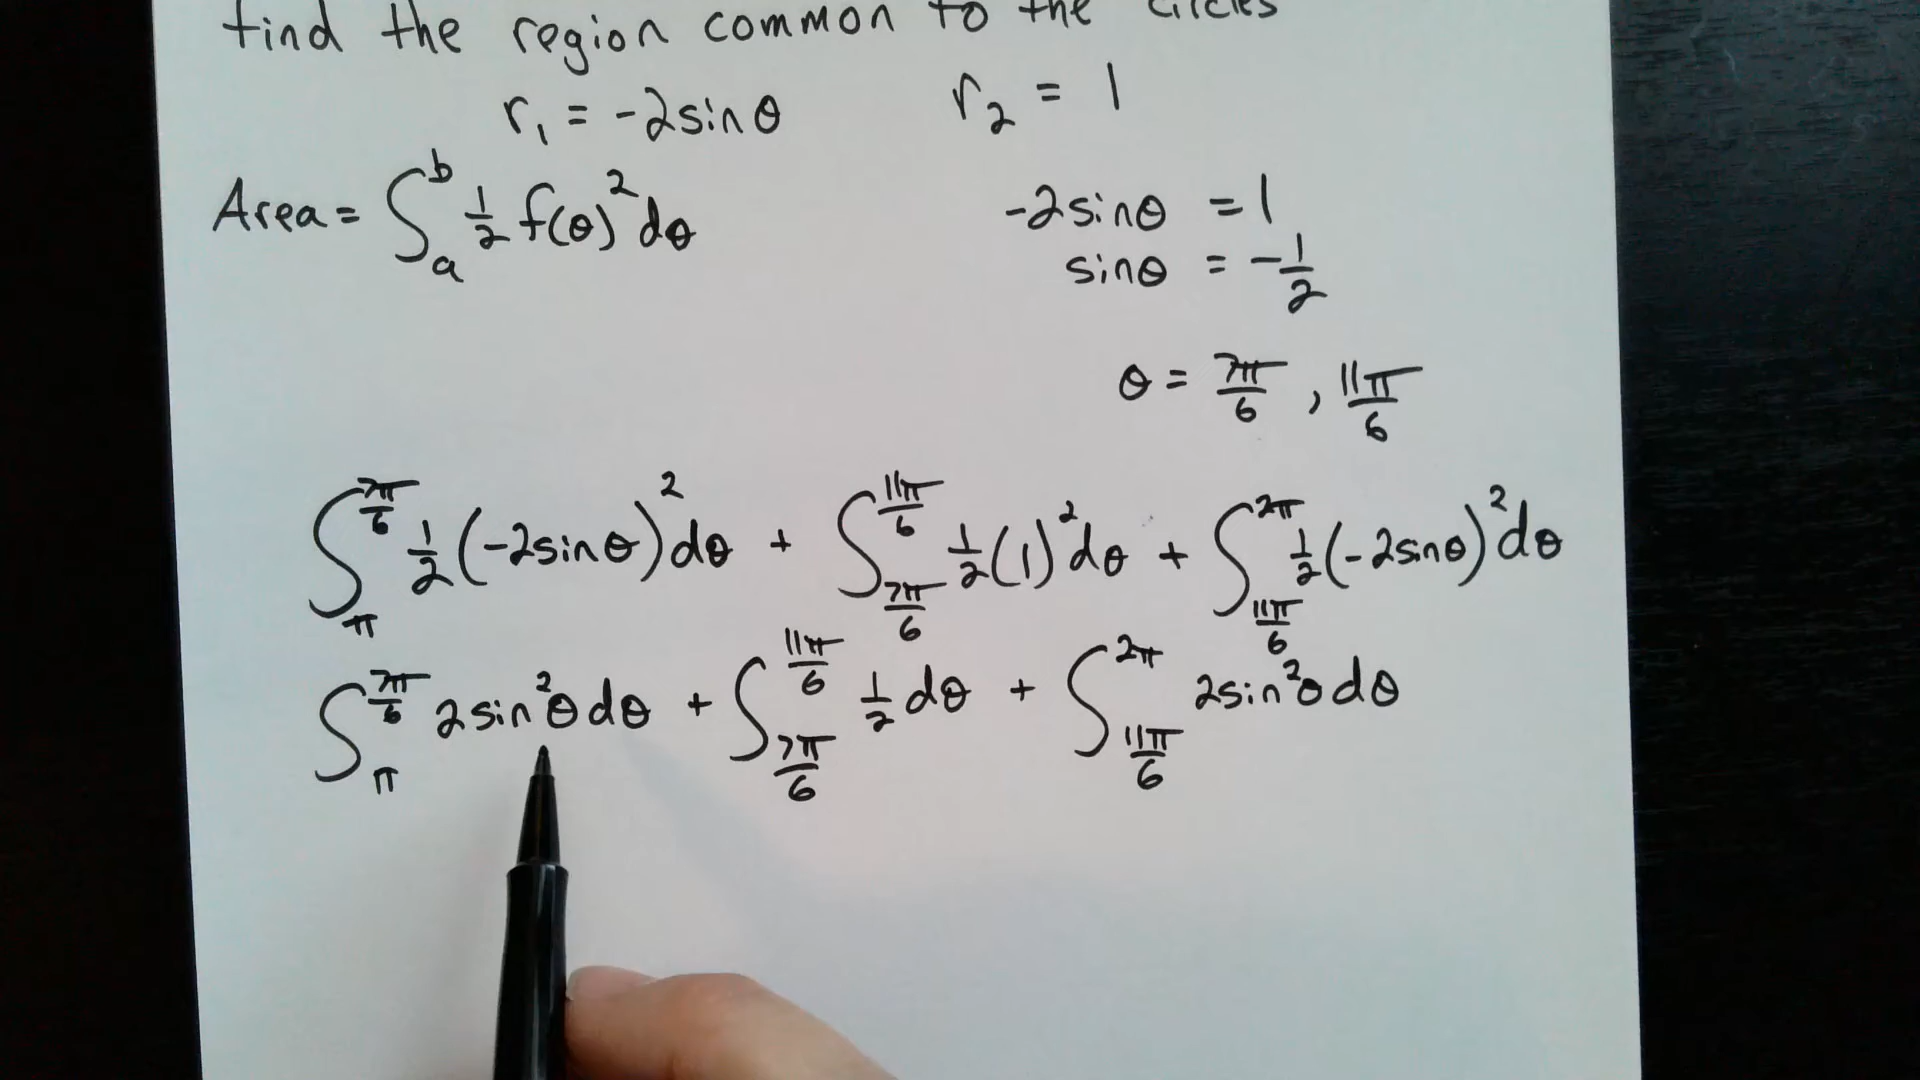 find the region common to the circles
r₁ = -2sinθ    r₂ = 1
Area = ∫_a^b 1/2 f(θ)² dθ
-2sinθ = 1
sinθ = -1/2
θ = 7π/6 , 11π/6
∫_π^{7π/6} 1/2 (-2sinθ)² dθ + ∫_{7π/6}^{11π/6} 1/2 (1)² dθ + ∫_{11π/6}^{2π} 1/2 (-2sinθ)² dθ
∫_π^{7π/6} 2sin²θ dθ + ∫_{7π/6}^{11π/6} 1/2 dθ + ∫_{11π/6}^{2π} 2sin²θ dθ